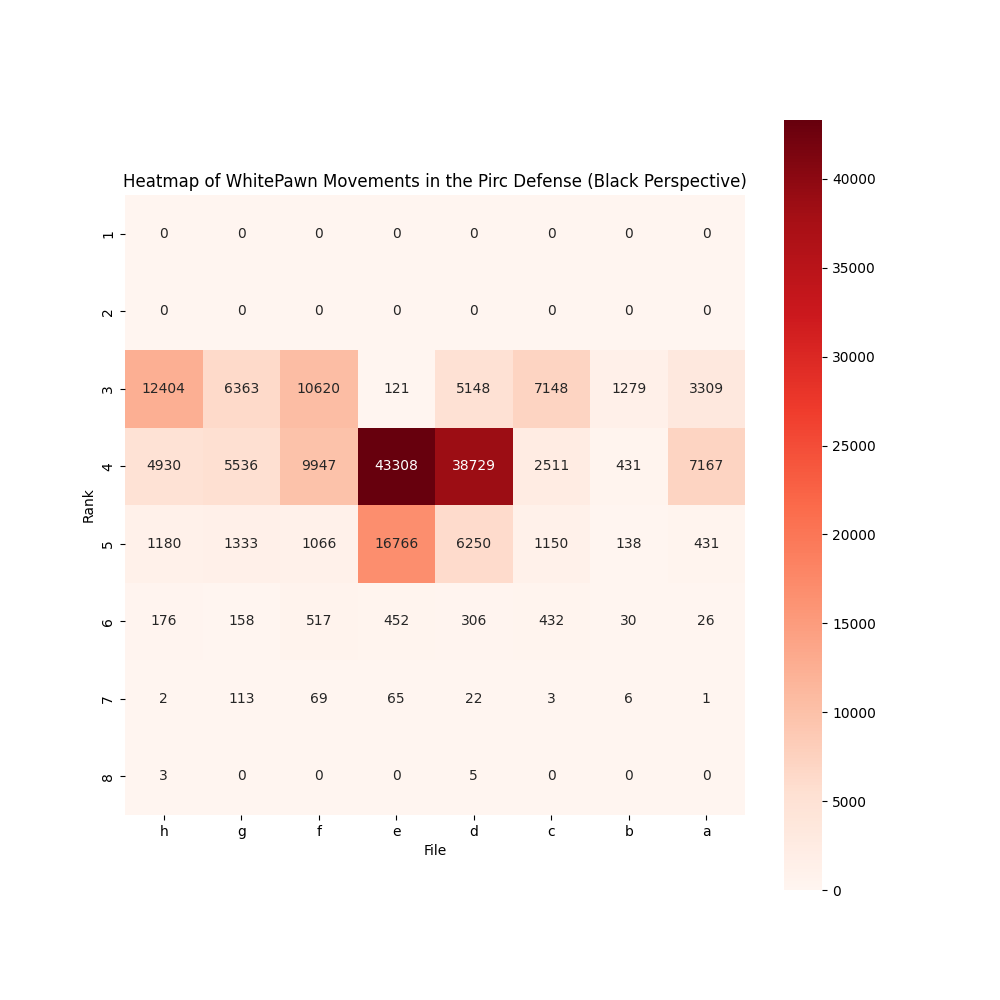 Heatmap of WhitePawn Movements in the Pirc Defense (Black Perspective)
1 0 0 0 0 0 0 0 0
2 0 0 0 0 0 0 0 0
3 12404 6363 10620 121 5148 7148 1279 3309
4 4930 5536 9947 43308 38729 2511 431 7167
5 1180 1333 1066 16766 6250 1150 138 431
6 176 158 517 452 306 432 30 26
7 2 113 69 65 22 3 6 1
8 3 0 0 0 5 0 0 0
h g f e d c b a
File
Rank
40000
35000
30000
25000
20000
15000
10000
5000
0